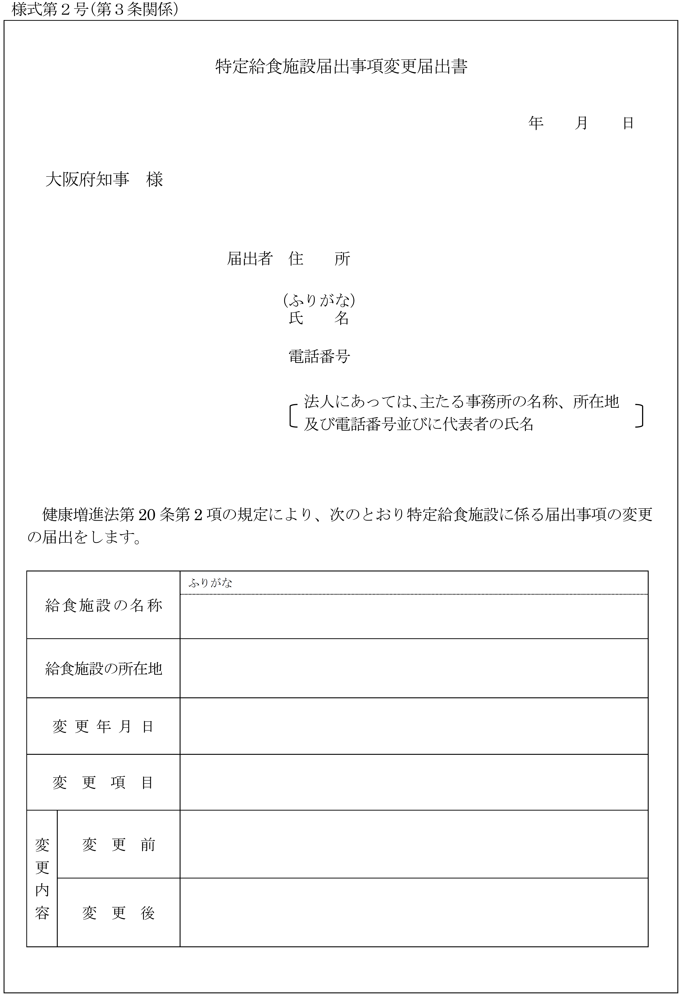 様式第２号(第３条関係)
特定給食施設届出事項変更届出書
年　　月　　日
大阪府知事　様
届出者　住　　所
(ふりがな)
氏　　名
電話番号
法人にあっては、主たる事務所の名称、所在地
及び電話番号並びに代表者の氏名
健康増進法第 20 条第 2 項の規定により、次のとおり特定給食施設に係る届出事項の変更
の届出をします。
ふりがな
給食施設の名称
給食施設の所在地
変更年月日
変　更　項　目
変更内容
変　更　前
変　更　後